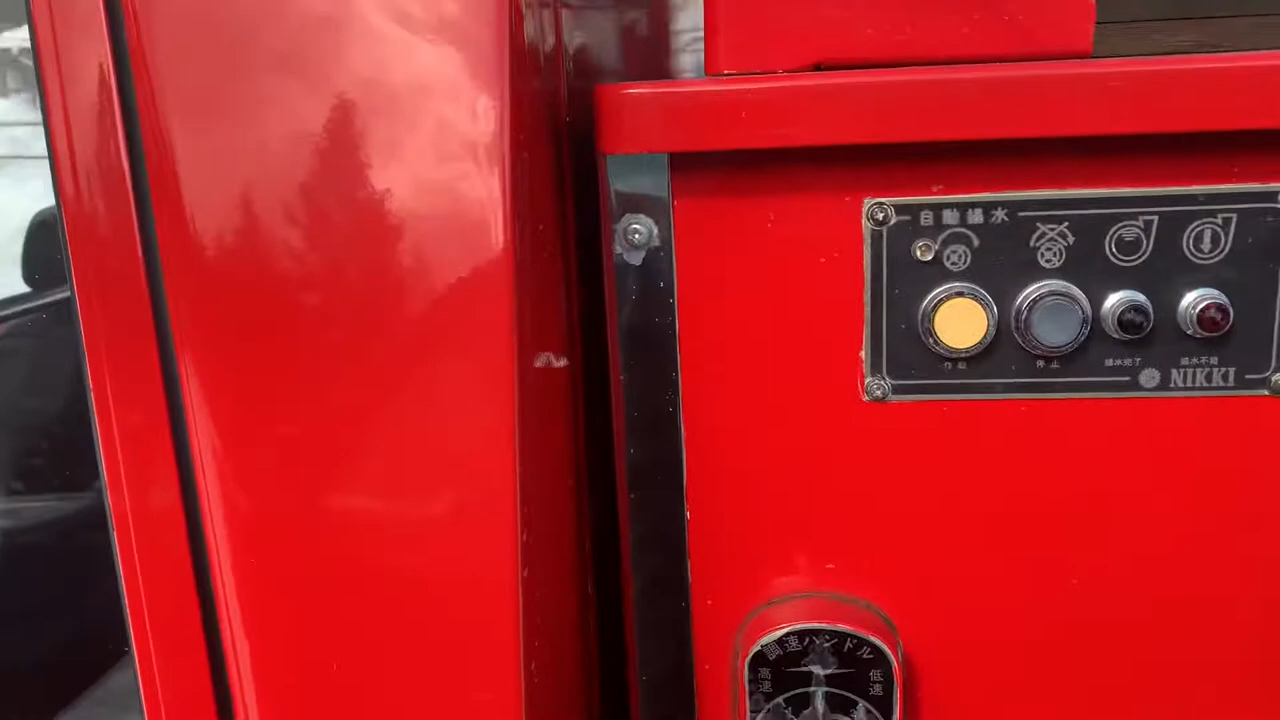 自動揚水
作動
停止
揚水完了
揚水不能
NIKKI
調速ハンドル
高速
低速